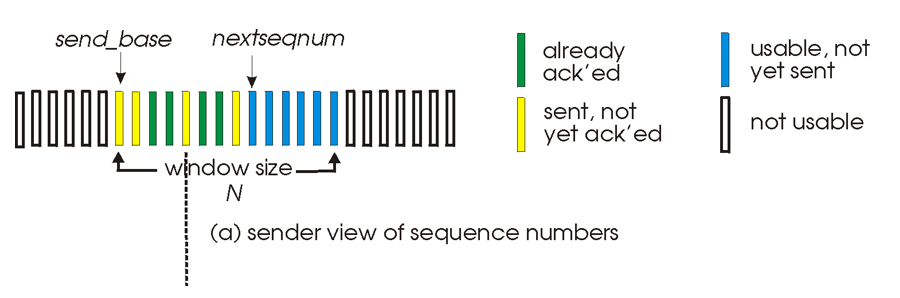 send_base
nextseqnum
already
ack'ed
usable, not
yet sent
sent, not
yet ack'ed
not usable
window size
N
(a) sender view of sequence numbers